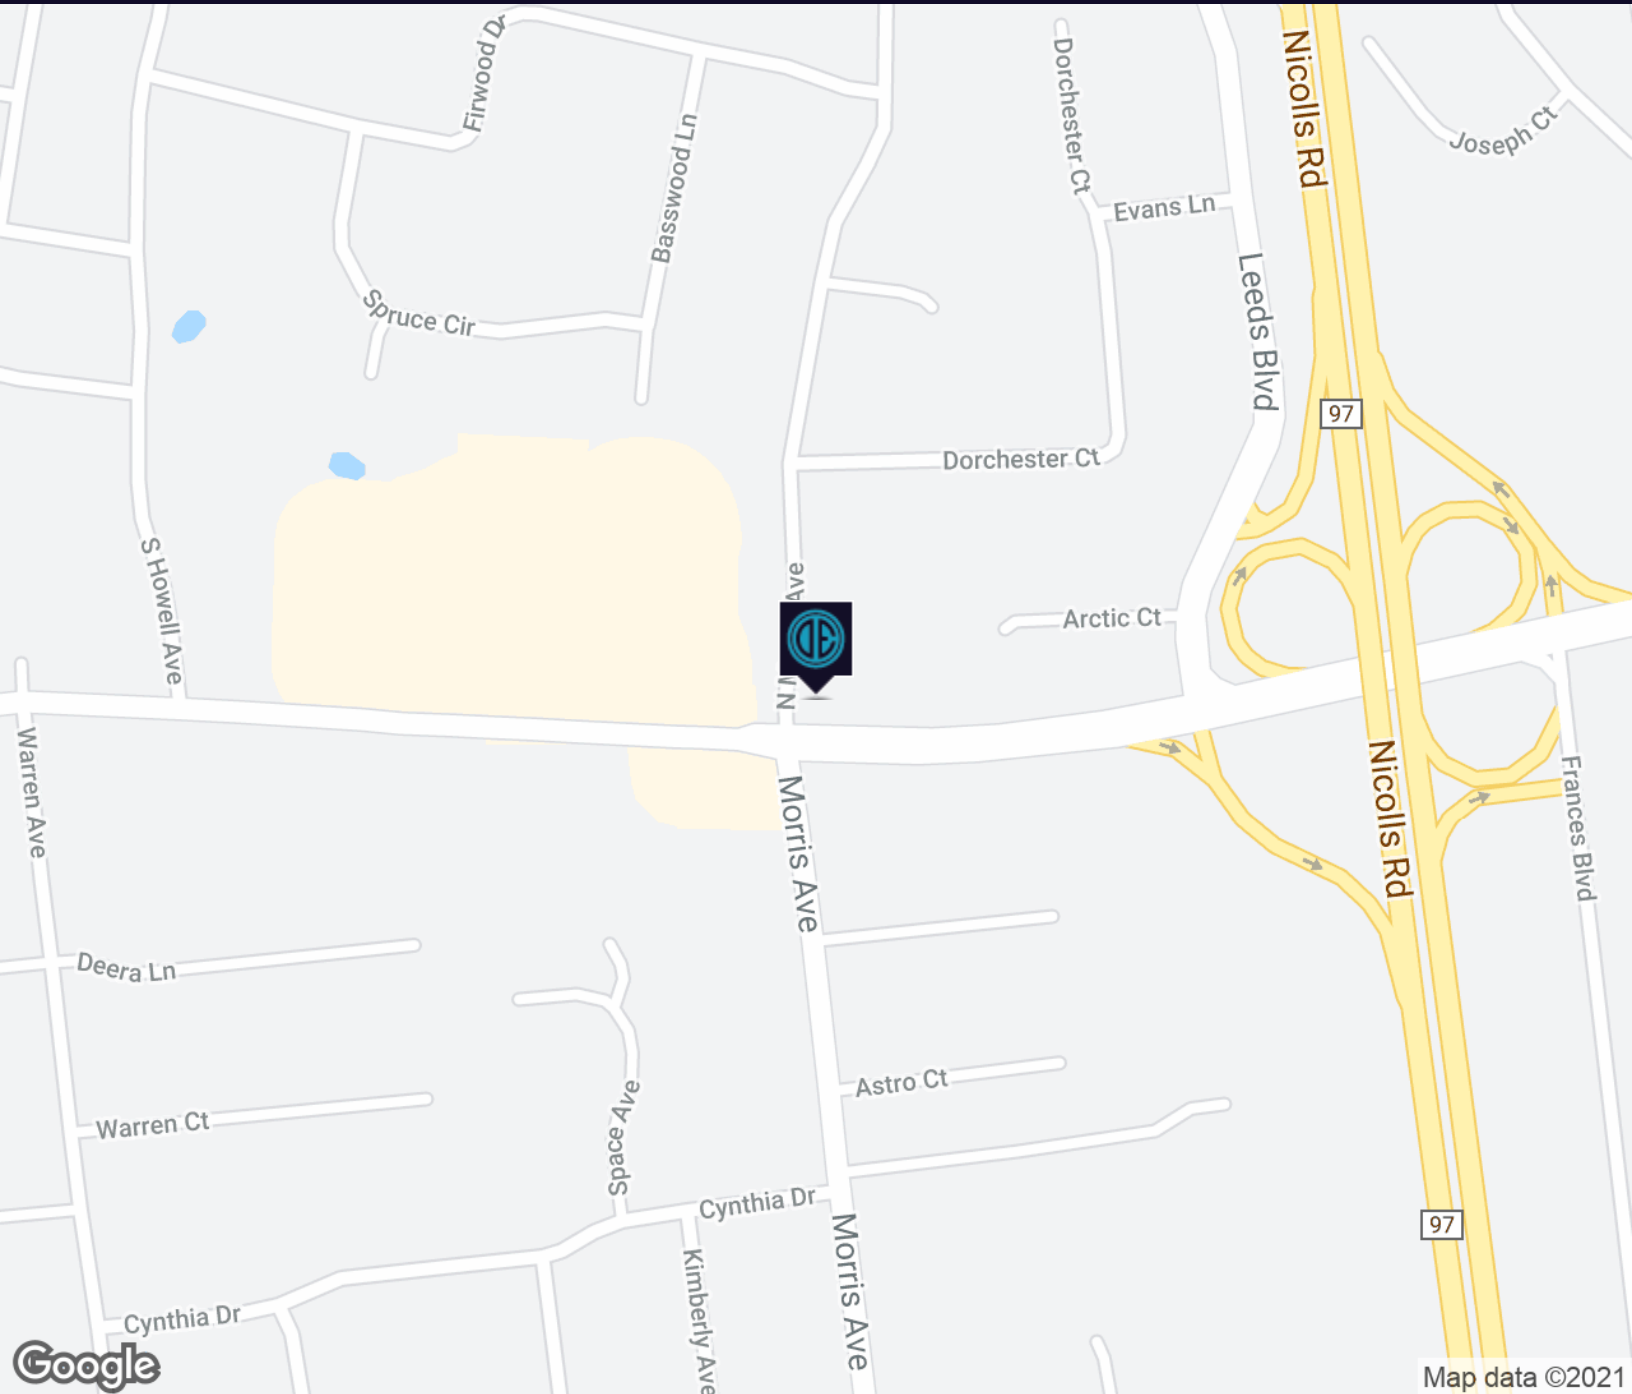 Firwood Dr
Nicolls Rd
Dorchester Ct
Joseph Ct
Basswood Ln
Evans Ln
Leeds Blvd
Spruce Cir
97
Dorchester Ct
S Howell Ave
Ave
Arctic Ct
DE
N
Warren Ave
Morris Ave
Nicolls Rd
Frances Blvd
Deera Ln
Astro Ct
Space Ave
Warren Ct
Cynthia Dr
Morris Ave
97
Kimberly Ave
Cynthia Dr
Google
Map data ©2021